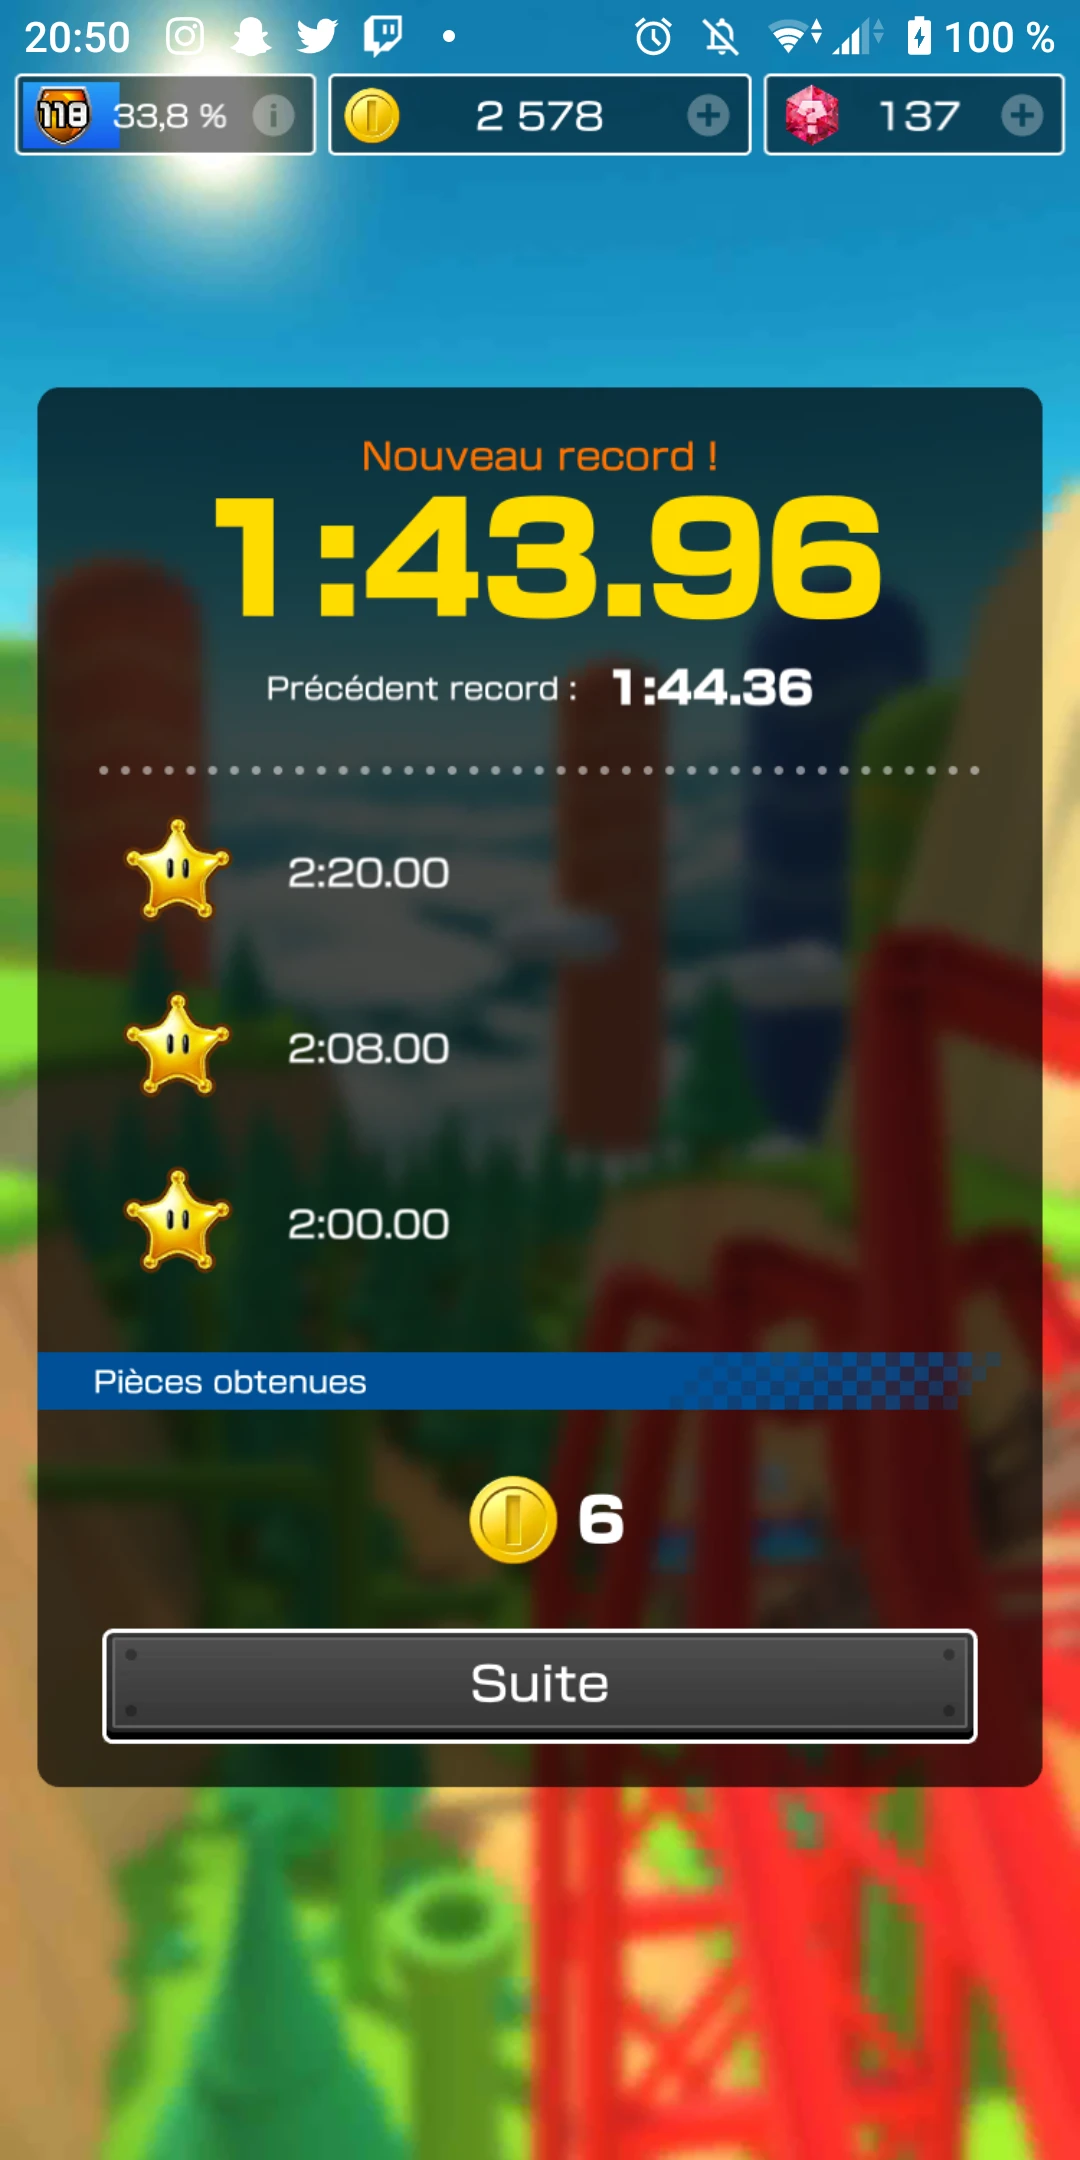 20:50 100 %
118 33,8 % i 2 578 + 137 +
Nouveau record !
1:43.96
Précédent record : 1:44.36
2:20.00
2:08.00
2:00.00
Pièces obtenues
6
Suite